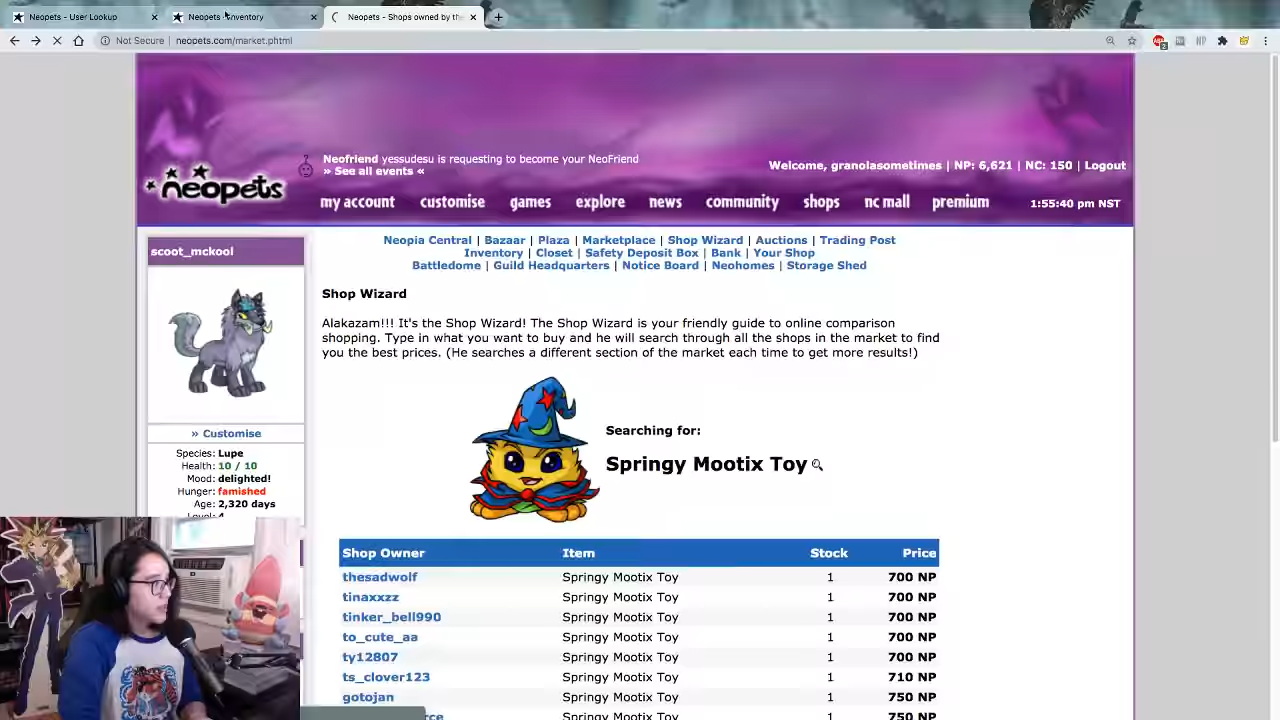 Neopets - User Lookup
Neopets - Inventory
Neopets - Shops owned by the
Not Secure | neopets.com/market.phtml
Neofriend yessudesu is requesting to become your NeoFriend
» See all events «
Welcome, granolasometimes | NP: 6,621 | NC: 150 | Logout
neopets
my account customise games explore news community shops nc mall premium
1:55:40 pm NST
scoot_mckool
Neopia Central | Bazaar | Plaza | Marketplace | Shop Wizard | Auctions | Trading Post
Inventory | Closet | Safety Deposit Box | Bank | Your Shop
Battledome | Guild Headquarters | Notice Board | Neohomes | Storage Shed
Shop Wizard
Alakazam!!! It's the Shop Wizard! The Shop Wizard is your friendly guide to online comparison
shopping. Type in what you want to buy and he will search through all the shops in the market to find
you the best prices. (He searches a different section of the market each time to get more results!)
Searching for:
Springy Mootix Toy
» Customise
Species: Lupe
Health: 10 / 10
Mood: delighted!
Hunger: famished
Age: 2,320 days
Shop Owner Item Stock Price
thesadwolf Springy Mootix Toy 1 700 NP
tinaxxzz Springy Mootix Toy 1 700 NP
tinker_bell990 Springy Mootix Toy 1 700 NP
to_cute_aa Springy Mootix Toy 1 700 NP
ty12807 Springy Mootix Toy 1 700 NP
ts_clover123 Springy Mootix Toy 1 710 NP
gotojan Springy Mootix Toy 1 750 NP
Springy Mootix Toy 1 750 NP